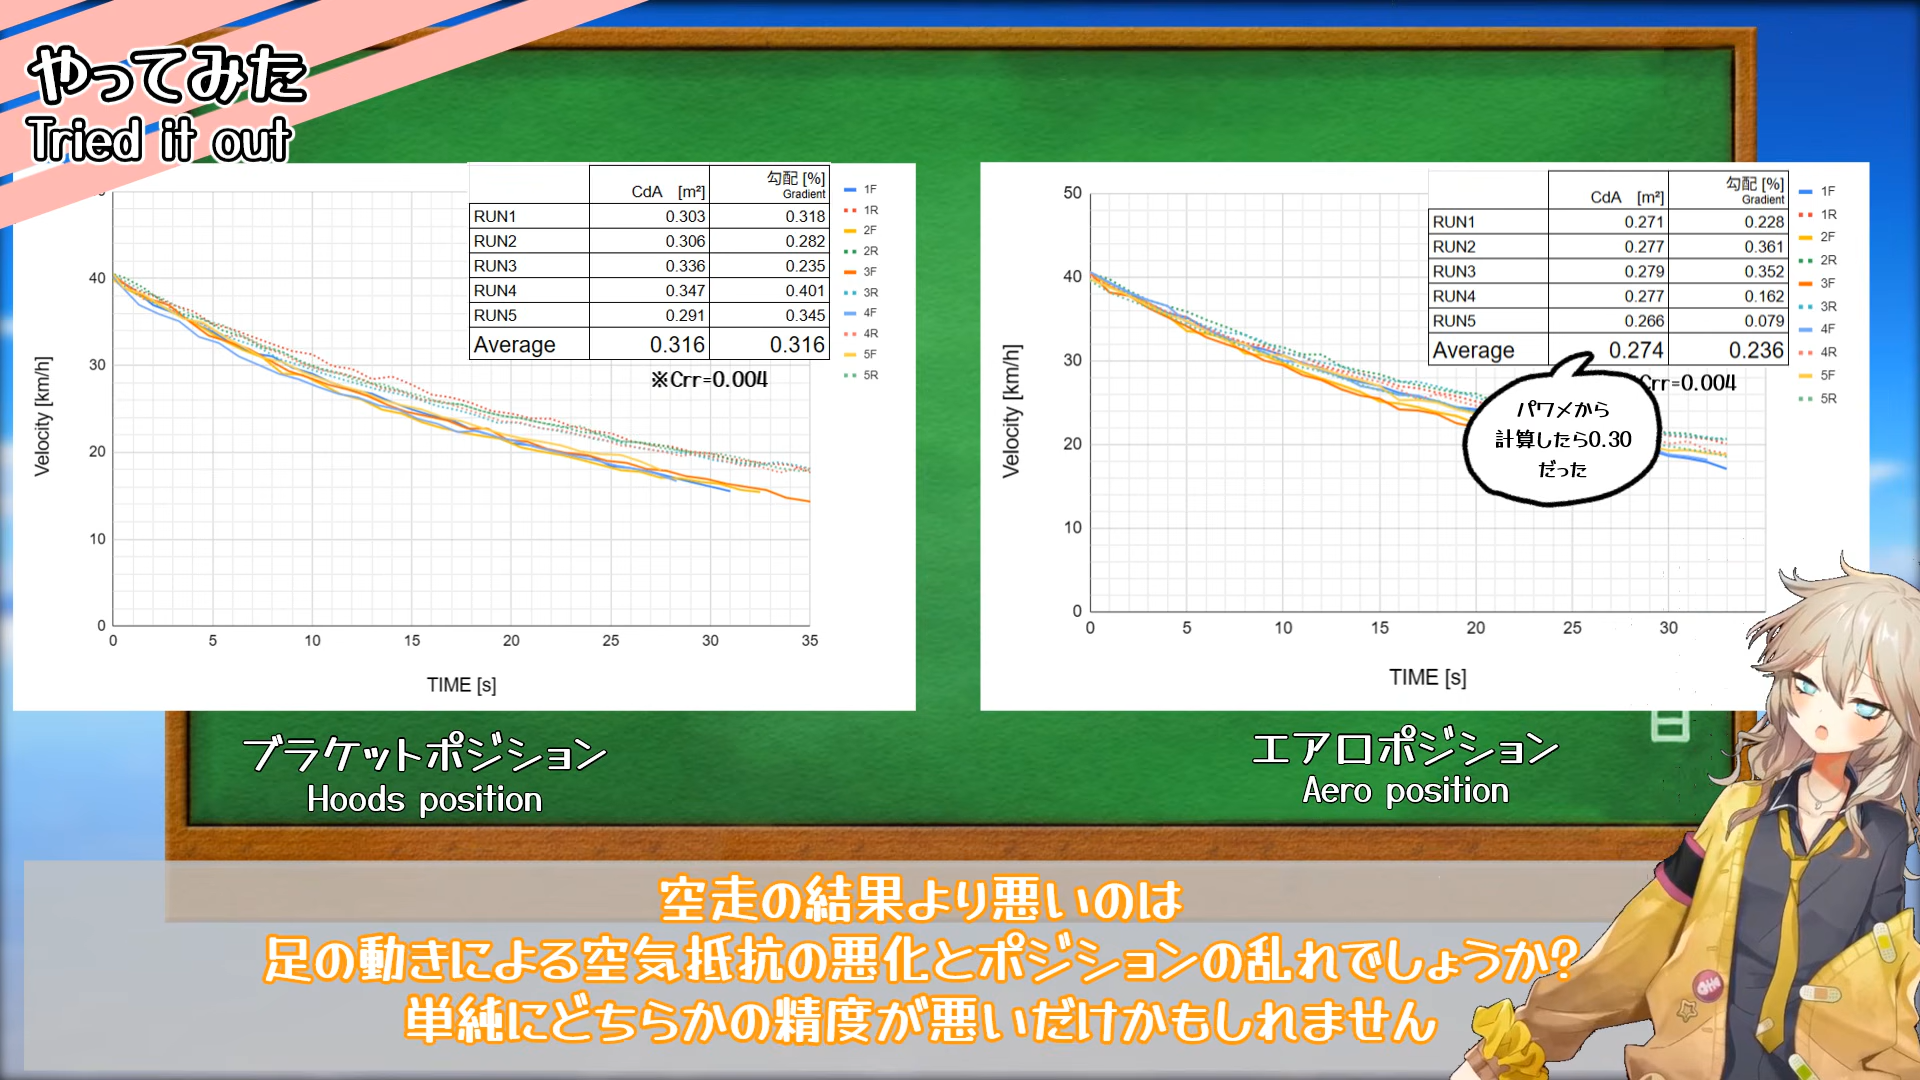 やってみた
Tried it out
CdA [m²] 勾配 [%]
Gradient
RUN1 0.303 0.318
RUN2 0.306 0.282
RUN3 0.336 0.235
RUN4 0.347 0.401
RUN5 0.291 0.345
Average 0.316 0.316
※Crr=0.004
1F
1R
2F
2R
3F
3R
4F
4R
5F
5R
40
30
20
10
0
Velocity [km/h]
0 5 10 15 20 25 30 35
TIME [s]
ブラケットポジション
Hoods position
CdA [m²] 勾配 [%]
Gradient
RUN1 0.271 0.228
RUN2 0.277 0.361
RUN3 0.279 0.352
RUN4 0.277 0.162
RUN5 0.266 0.079
Average 0.274 0.236
Crr=0.004
パワメから
計算したら0.30
だった
1F
1R
2F
2R
3F
3R
4F
4R
5F
5R
50
40
30
20
10
0
Velocity [km/h]
0 5 10 15 20 25 30
TIME [s]
エアロポジション
Aero position
日
空走の結果より悪いのは
足の動きによる空気抵抗の悪化とポジションの乱れでしょうか?
単純にどちらかの精度が悪いだけかもしれません